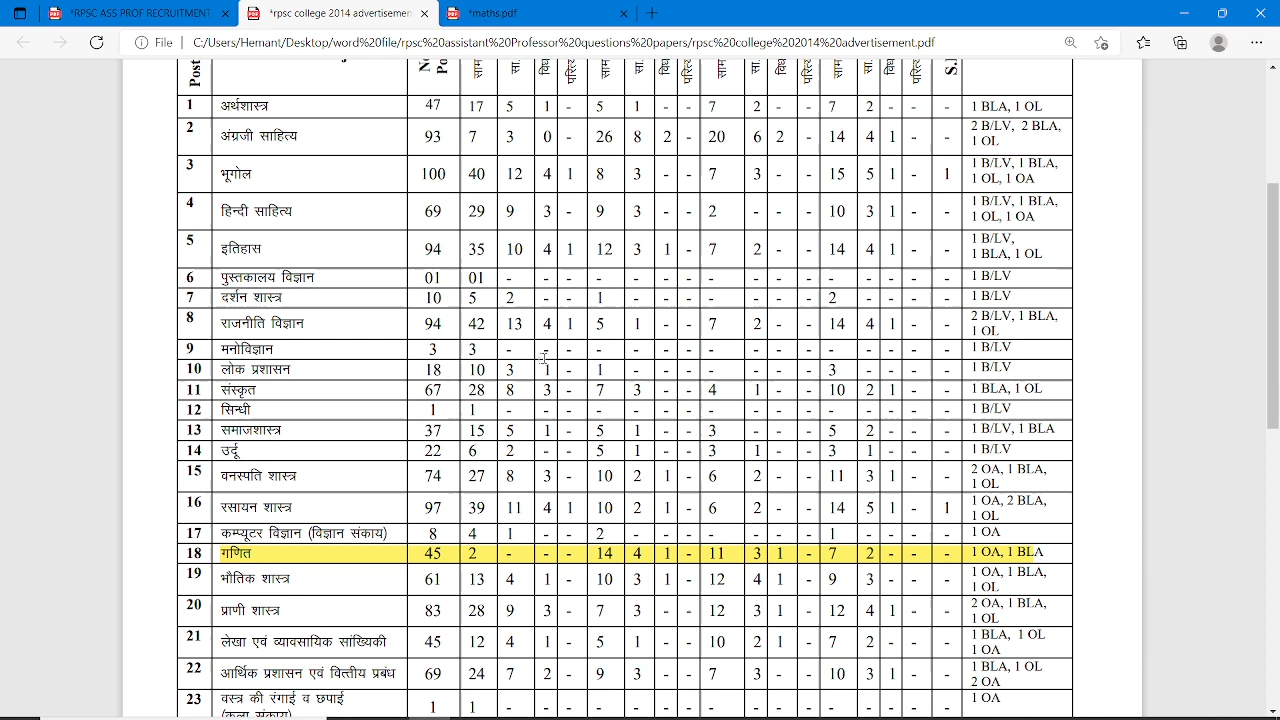 *RPSC ASS PROF RECRUITMENT
*rpsc college 2014 advertisemen
*maths.pdf
File | C:/Users/Hemant/Desktop/word%20file/rpsc%20assistant%20Professor%20questions%20papers/rpsc%20college%202014%20advertisement.pdf
Post
1 अर्थशास्त्र 47 17 5 1 - 5 1 - - 7 2 - - 7 2 - - - 1 BLA, 1 OL
2 अंग्रजी साहित्य 93 7 3 0 - 26 8 2 - 20 6 2 - 14 4 1 - - 2 B/LV, 2 BLA,
1 OL
3 भूगोल 100 40 12 4 1 8 3 - - 7 3 - - 15 5 1 - 1 1 B/LV, 1 BLA,
1 OL, 1 OA
4 हिन्दी साहित्य 69 29 9 3 - 9 3 - - 2 - - - 10 3 1 - - 1 B/LV, 1 BLA,
1 OL, 1 OA
5 इतिहास 94 35 10 4 1 12 3 1 - 7 2 - - 14 4 1 - - 1 B/LV,
1 BLA, 1 OL
6 पुस्तकालय विज्ञान 01 01 - - - - - - - - - - - - - - - - 1 B/LV
7 दर्शन शास्त्र 10 5 2 - - 1 - - - - - - - 2 - - - - 1 B/LV
8 राजनीति विज्ञान 94 42 13 4 1 5 1 - - 7 2 - - 14 4 1 - - 2 B/LV, 1 BLA,
1 OL
9 मनोविज्ञान 3 3 - - - - - - - - - - - - - - - - 1 B/LV
10 लोक प्रशासन 18 10 3 1 - 1 - - - - - - - 3 - - - - 1 B/LV
11 संस्कृत 67 28 8 3 - 7 3 - - 4 1 - - 10 2 1 - - 1 BLA, 1 OL
12 सिन्धी 1 1 - - - - - - - - - - - - - - - - 1 B/LV
13 समाजशास्त्र 37 15 5 1 - 5 1 - - 3 - - - 5 2 - - - 1 B/LV, 1 BLA
14 उर्दू 22 6 2 - - 5 1 - - 3 1 - - 3 1 - - - 1 B/LV
15 वनस्पति शास्त्र 74 27 8 3 - 10 2 1 - 6 2 - - 11 3 1 - - 2 OA, 1 BLA,
1 OL
16 रसायन शास्त्र 97 39 11 4 1 10 2 1 - 6 2 - - 14 5 1 - 1 1 OA, 2 BLA,
1 OL
17 कम्प्यूटर विज्ञान (विज्ञान संकाय) 8 4 1 - - 2 - - - - - - - 1 - - - - 1 OA
18 गणित 45 2 - - - 14 4 1 - 11 3 1 - 7 2 - - - 1 OA, 1 BLA
19 भौतिक शास्त्र 61 13 4 1 - 10 3 1 - 12 4 1 - 9 3 - - - 1 OA, 1 BLA,
1 OL
20 प्राणी शास्त्र 83 28 9 3 - 7 3 - - 12 3 1 - 12 4 1 - - 2 OA, 1 BLA,
1 OL
21 लेखा एवं व्यावसायिक सांख्यिकी 45 12 4 1 - 5 1 - - 10 2 1 - 7 2 - - - 1 BLA, 1 OL
1 OA
22 आर्थिक प्रशासन एवं वित्तीय प्रबंध 69 24 7 2 - 9 3 - - 7 3 - - 10 3 1 - - 1 BLA, 1 OL
2 OA
23 वस्त्र की रंगाई व छपाई 1 1 - - - - - - - - - - - - - - - - 1 OA
(कला संकाय)